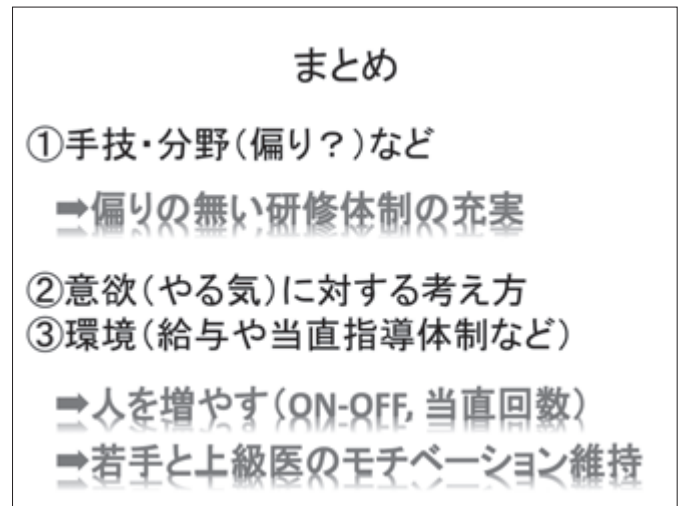 まとめ
①手技・分野(偏り?)など
➡偏りの無い研修体制の充実
②意欲(やる気)に対する考え方
③環境(給与や当直指導体制など)
➡人を増やす(ON-OFF, 当直回数)
➡若手と上級医のモチベーション維持